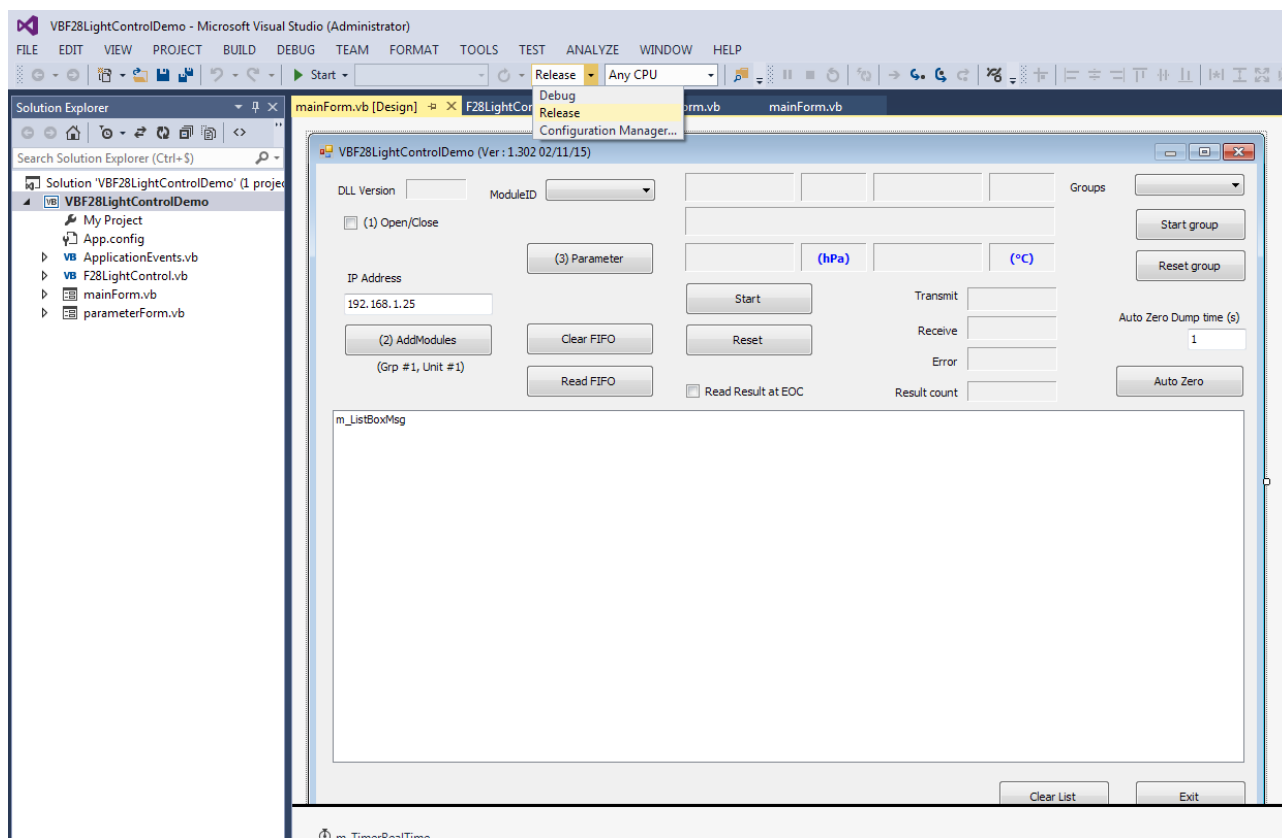 VBF28LightControlDemo - Microsoft Visual Studio (Administrator)
FILE EDIT VIEW PROJECT BUILD DEBUG TEAM FORMAT TOOLS TEST ANALYZE WINDOW HELP
Start Release Any CPU
Debug
Release
Configuration Manager...
Solution Explorer
Search Solution Explorer (Ctrl+$)
Solution 'VBF28LightControlDemo' (1 projec
VBF28LightControlDemo
My Project
App.config
ApplicationEvents.vb
F28LightControl.vb
mainForm.vb
parameterForm.vb
mainForm.vb [Design] F28LightCor orm.vb mainForm.vb
VBF28LightControlDemo (Ver : 1.302 02/11/15)
DLL Version ModuleID Groups
(1) Open/Close Start group
(3) Parameter (hPa) (°C) Reset group
IP Address
192.168.1.25 Start Transmit
Auto Zero Dump time (s)
(2) AddModules Clear FIFO Reset Receive 1
(Grp #1, Unit #1) Error
Read FIFO Read Result at EOC Result count Auto Zero
m_ListBoxMsg
Clear List Exit
m_TimerRealTime